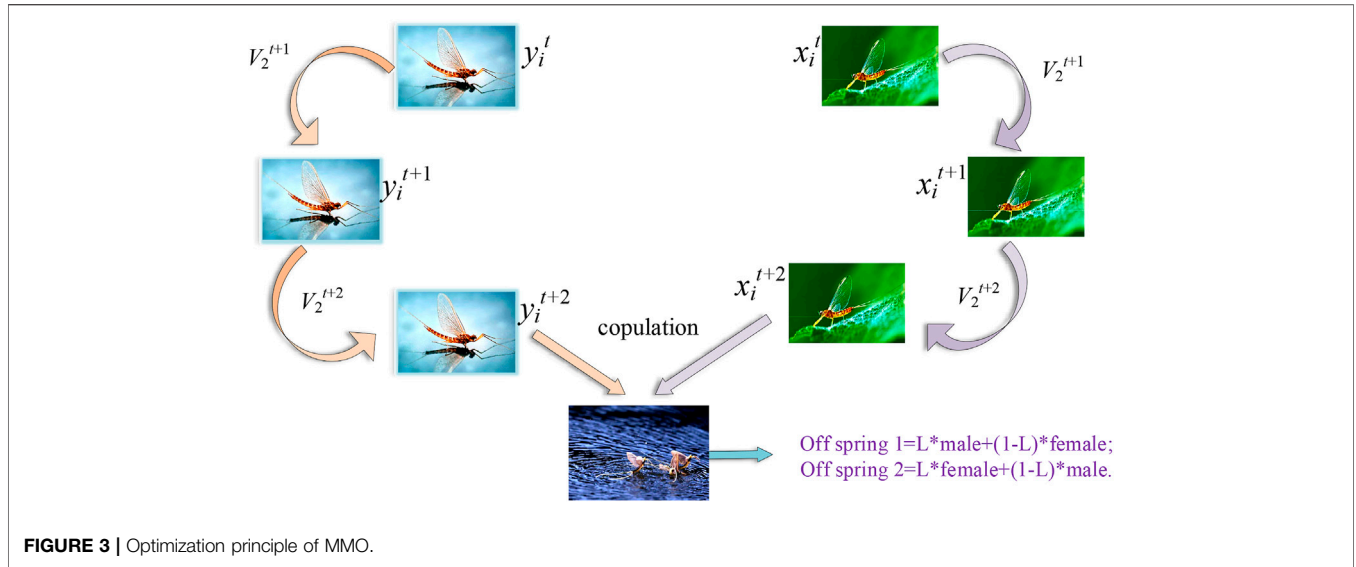 V₂ᵗ⁺¹
yᵢᵗ
xᵢᵗ
V₂ᵗ⁺¹
yᵢᵗ⁺¹
xᵢᵗ⁺¹
V₂ᵗ⁺²
yᵢᵗ⁺²
copulation
xᵢᵗ⁺²
V₂ᵗ⁺²
Off spring 1=L*male+(1-L)*female;
Off spring 2=L*female+(1-L)*male.
FIGURE 3 | Optimization principle of MMO.